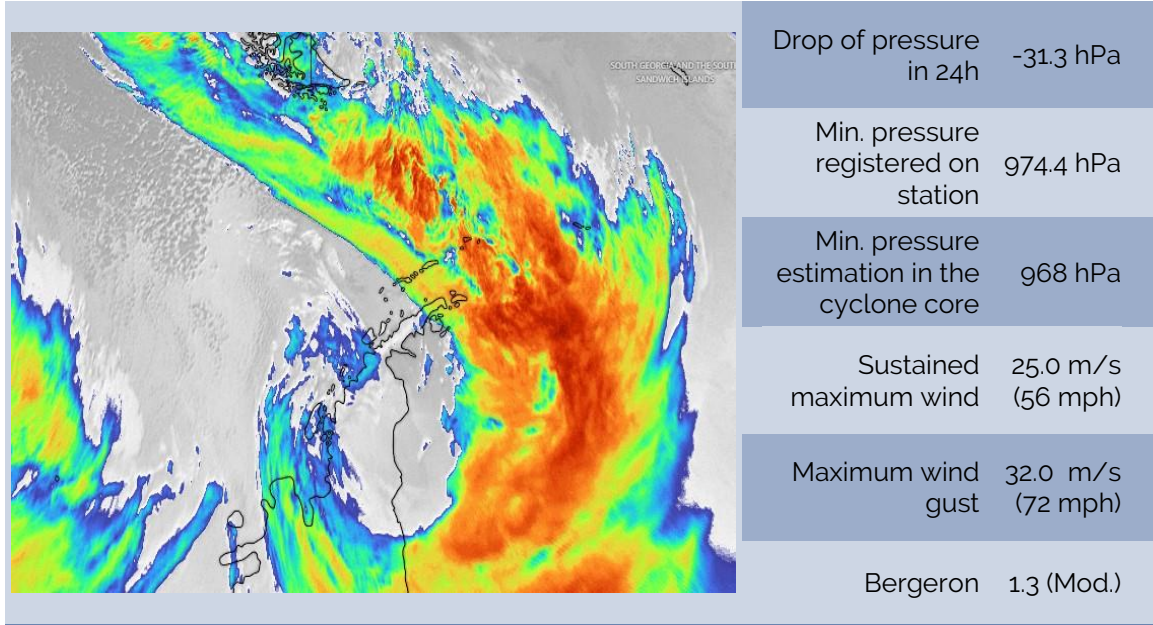 SOUTH GEORGIA AND THE SOUT
SANDWICH ISLANDS
Drop of pressure
in 24h
-31.3 hPa
Min. pressure
registered on
station
974.4 hPa
Min. pressure
estimation in the
cyclone core
968 hPa
Sustained
maximum wind
25.0 m/s
(56 mph)
Maximum wind
gust
32.0 m/s
(72 mph)
Bergeron
1.3 (Mod.)